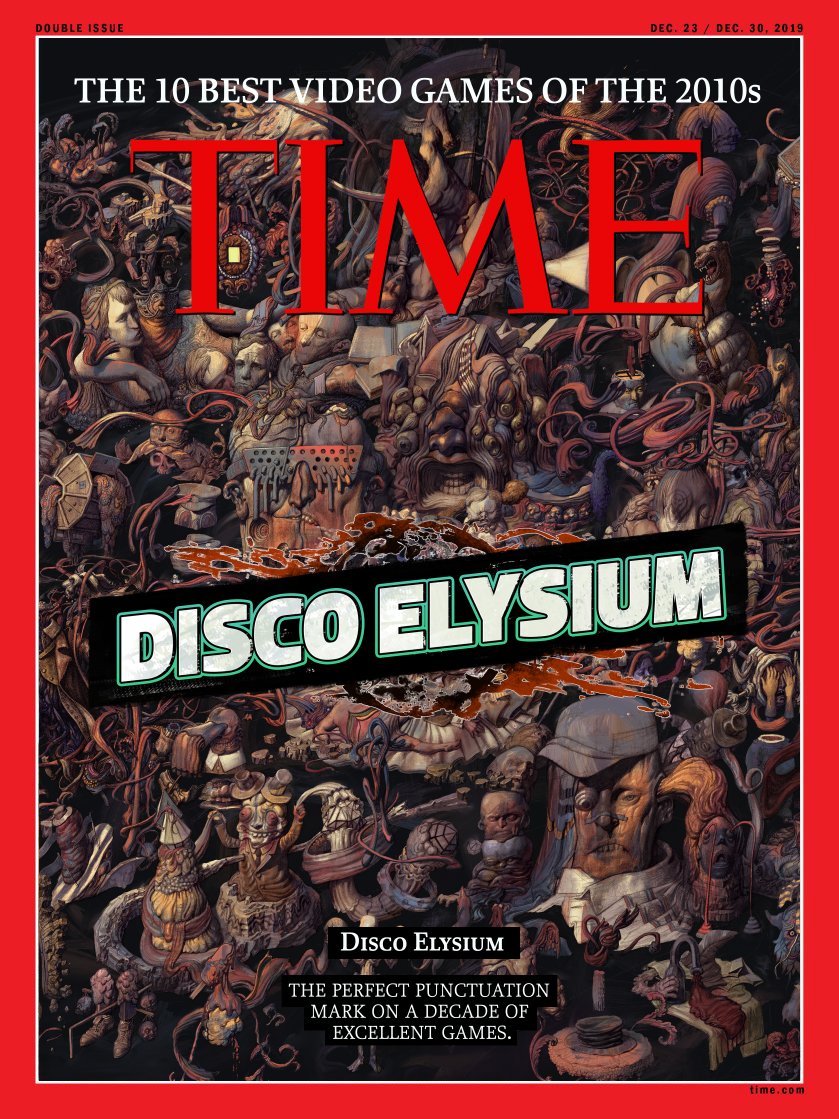 DOUBLE ISSUE
DEC. 23 / DEC. 30, 2019
THE 10 BEST VIDEO GAMES OF THE 2010s
TIME
DISCO ELYSIUM
DISCO ELYSIUM
THE PERFECT PUNCTUATION
MARK ON A DECADE OF
EXCELLENT GAMES.
time.com